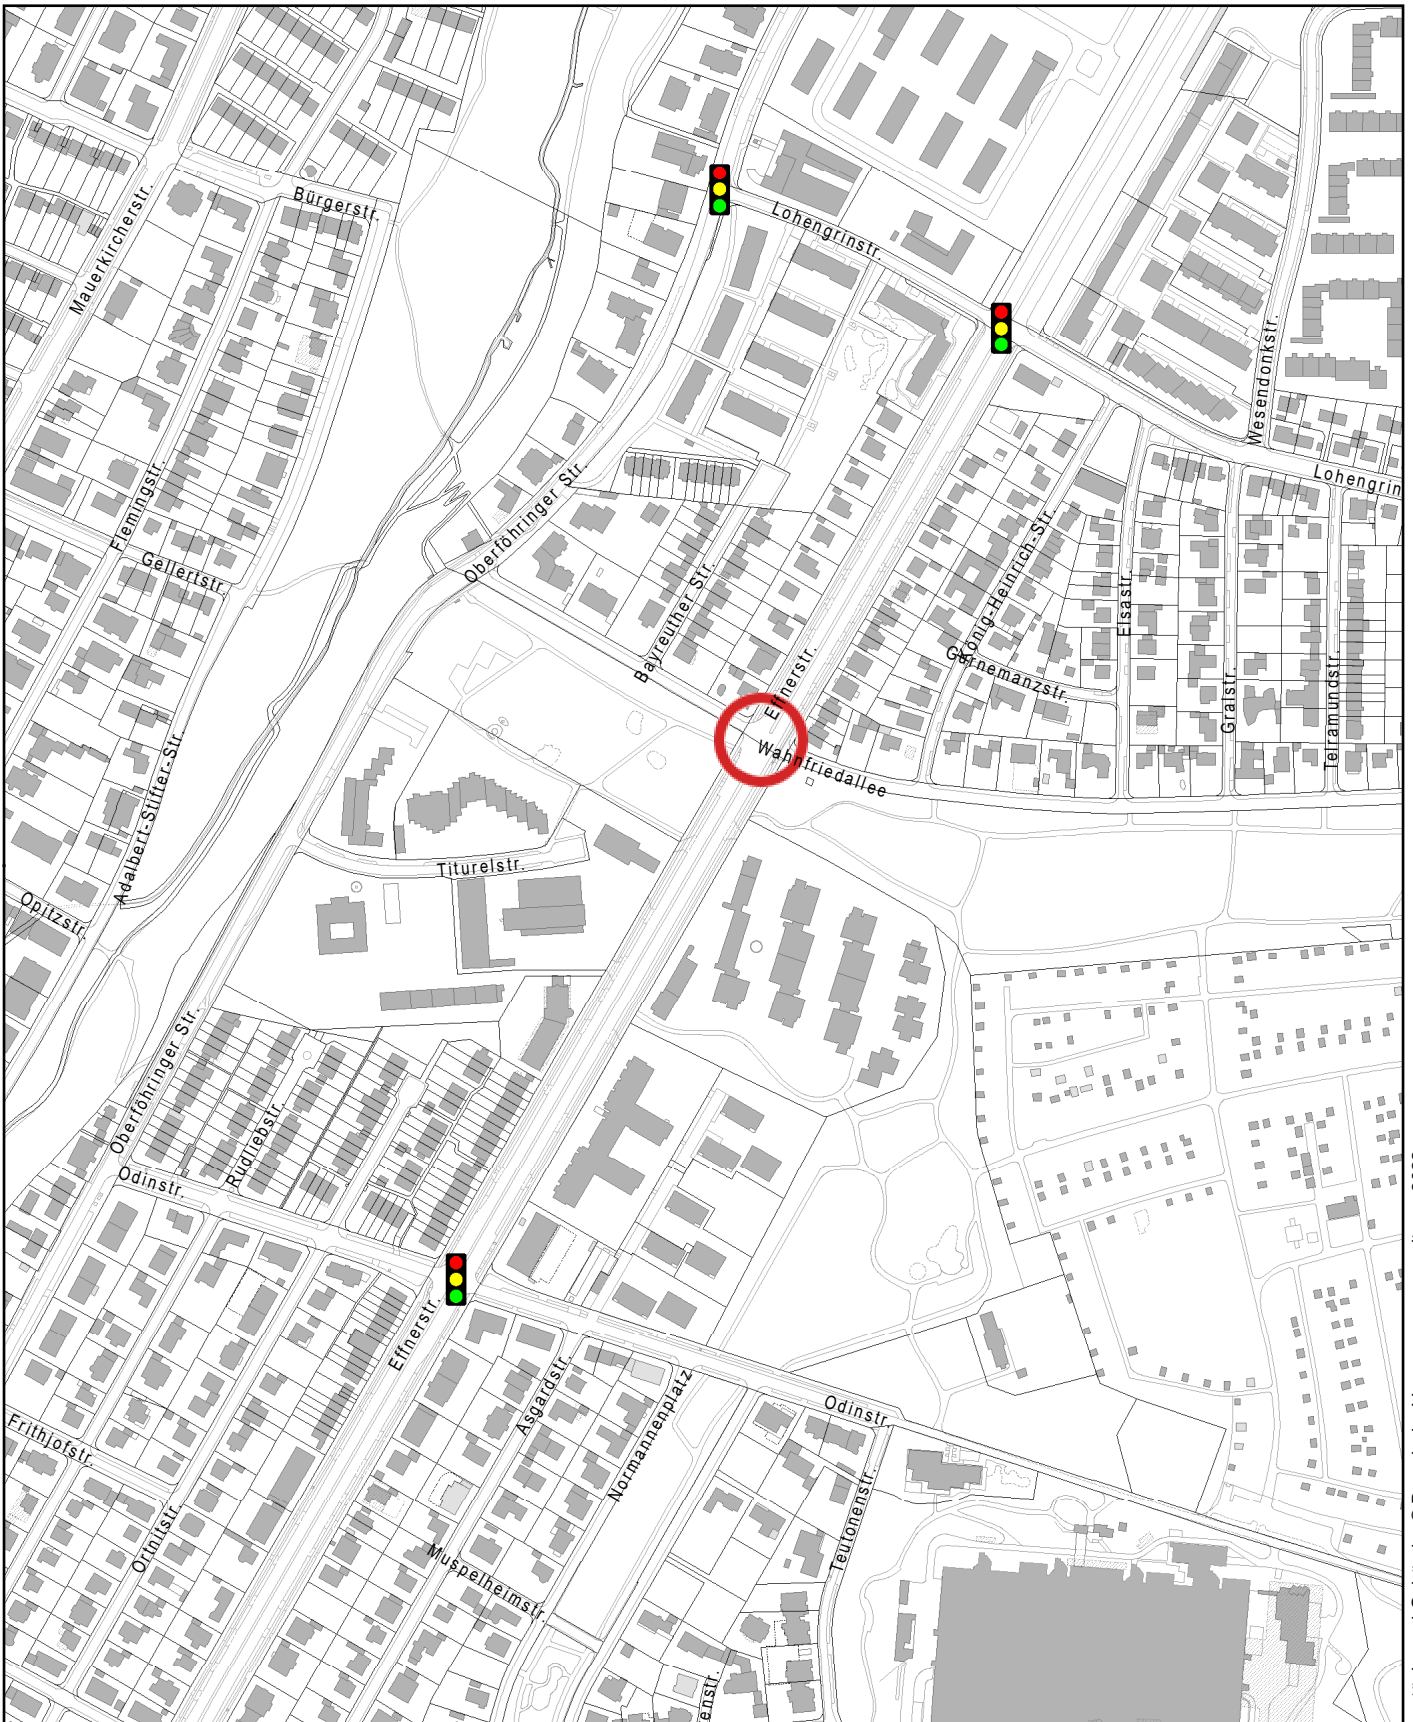 Bürgerstr.
Mauerkircherstr.
Lohengrinstr.
Wesendonkstr.
Lohengrin
Flemingstr.
Gellertstr.
Oberföhringer Str.
Bayreuther Str.
König-Heinrich-Str.
Elsastr.
Gurnemanzstr.
Gralstr.
Telramundstr.
Effnerstr.
Wahnfriedallee
Adalbert-Stifter-Str.
Titurelstr.
Opitzstr.
Oberföhringer Str.
Rudliebstr.
Odinstr.
Effnerstr.
Asgardstr.
Normannenplatz
Odinstr.
Frithjofstr.
Ortnitstr.
Muspelheimstr.
Teutonenstr.
enstr.